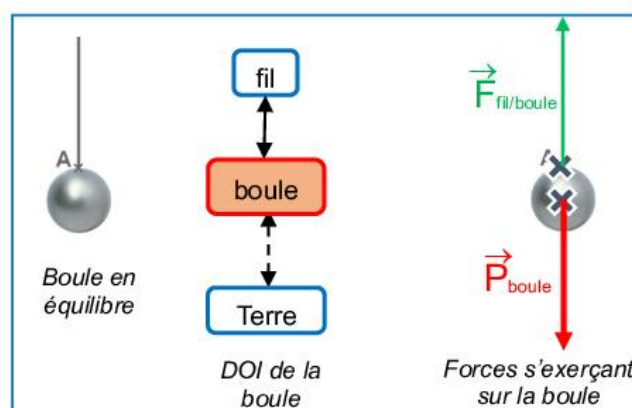 A
Boule en
équilibre
fil
boule
Terre
DOI de la
boule
F fil/boule
A
P boule
Forces s'exerçant
sur la boule